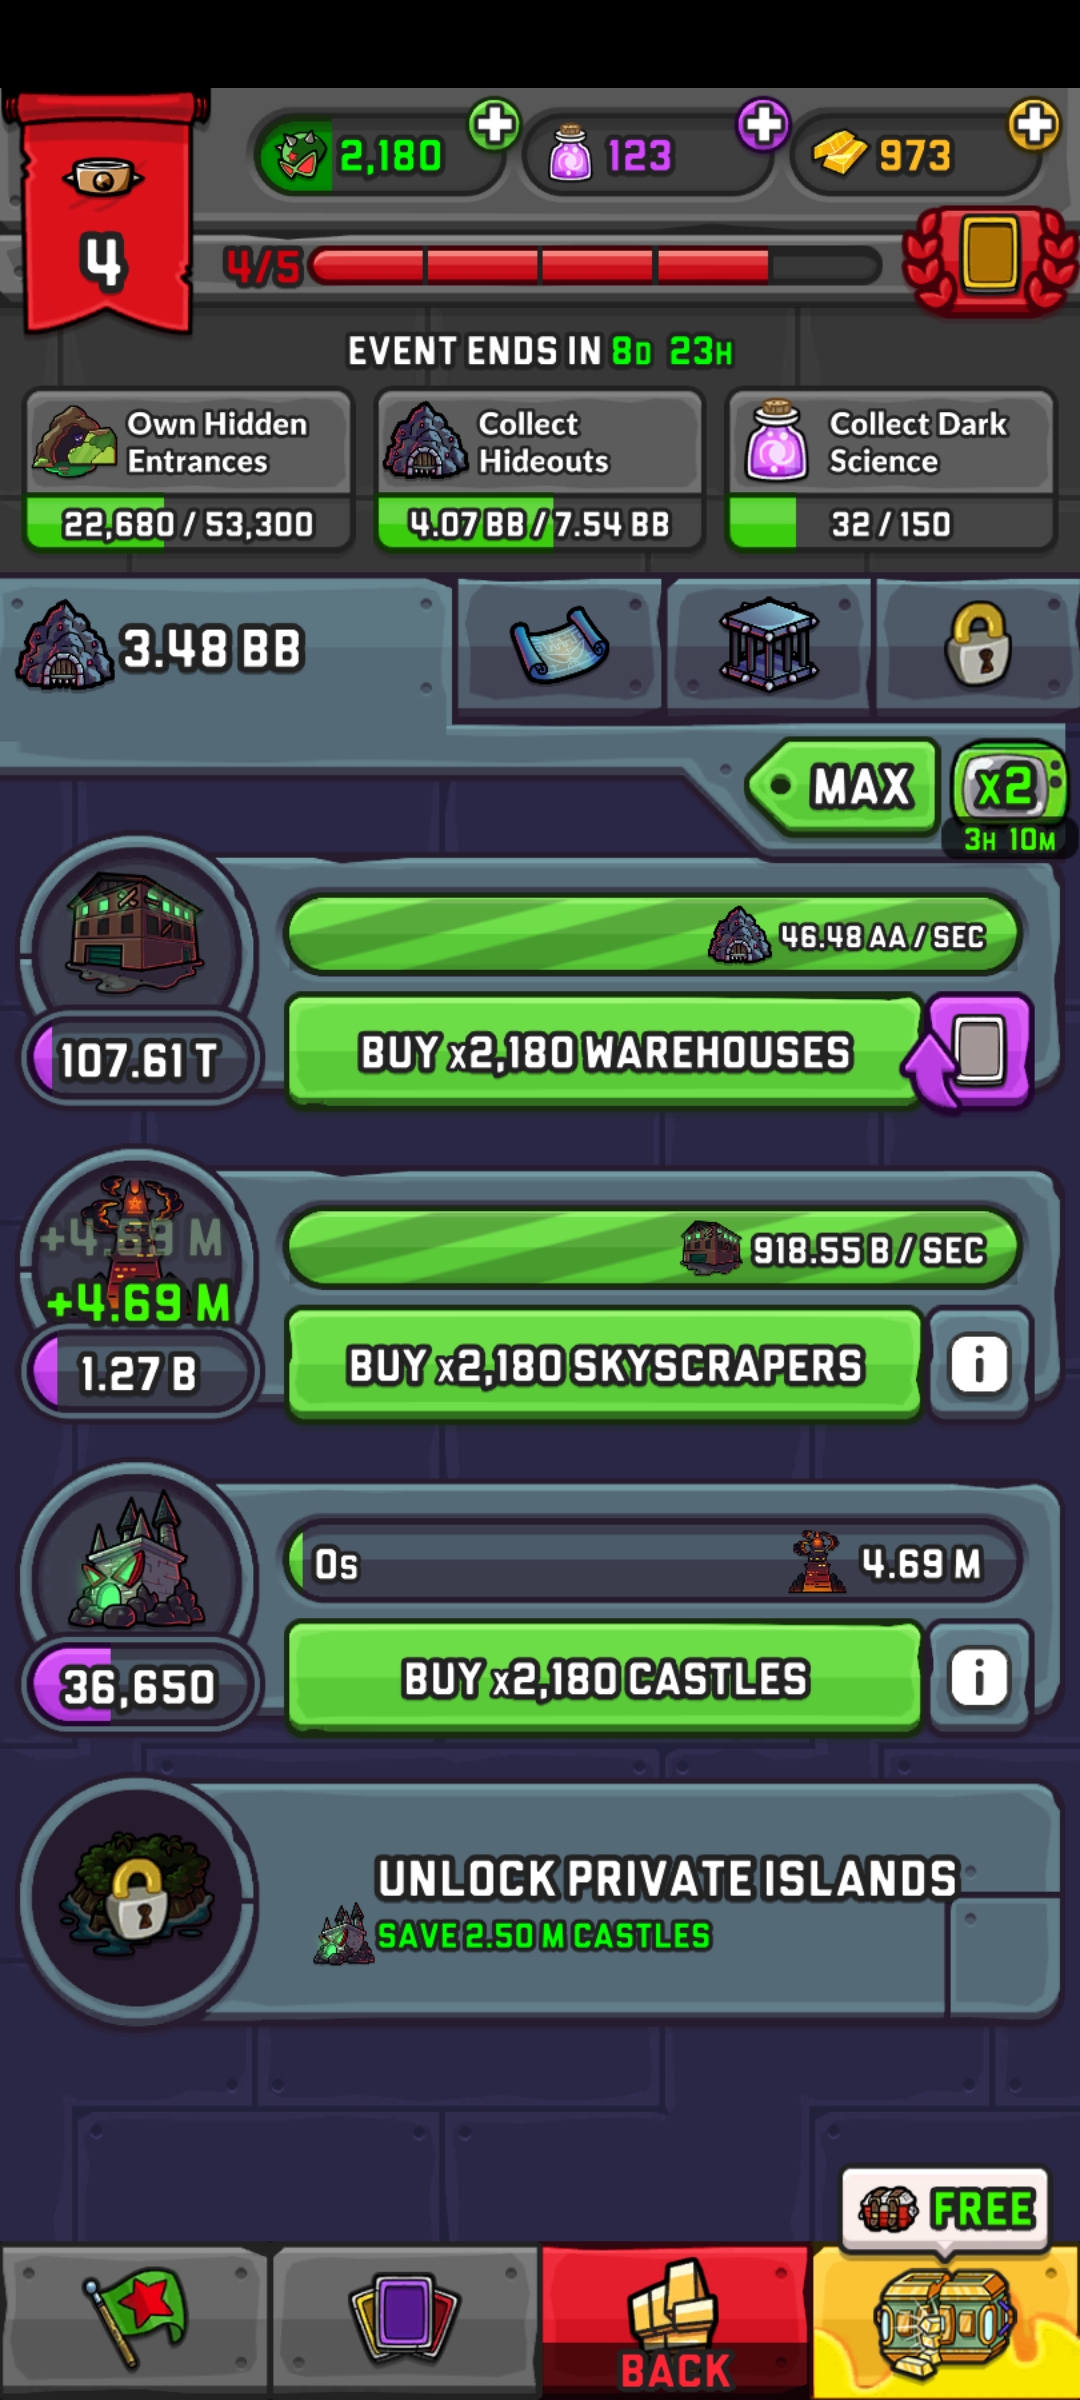 2,180
123
973
4
4/5
EVENT ENDS IN 8D 23H
Own Hidden
Entrances
22,680 / 53,300
Collect
Hideouts
4.07 BB / 7.54 BB
Collect Dark
Science
32 / 150
3.48 BB
MAX
x2
3H 10M
46.48 AA / SEC
107.61 T
BUY x2,180 WAREHOUSES
+4.69 M
+4.69 M
918.55 B / SEC
1.27 B
BUY x2,180 SKYSCRAPERS
i
0s
4.69 M
36,650
BUY x2,180 CASTLES
i
UNLOCK PRIVATE ISLANDS
SAVE 2.50 M CASTLES
FREE
BACK